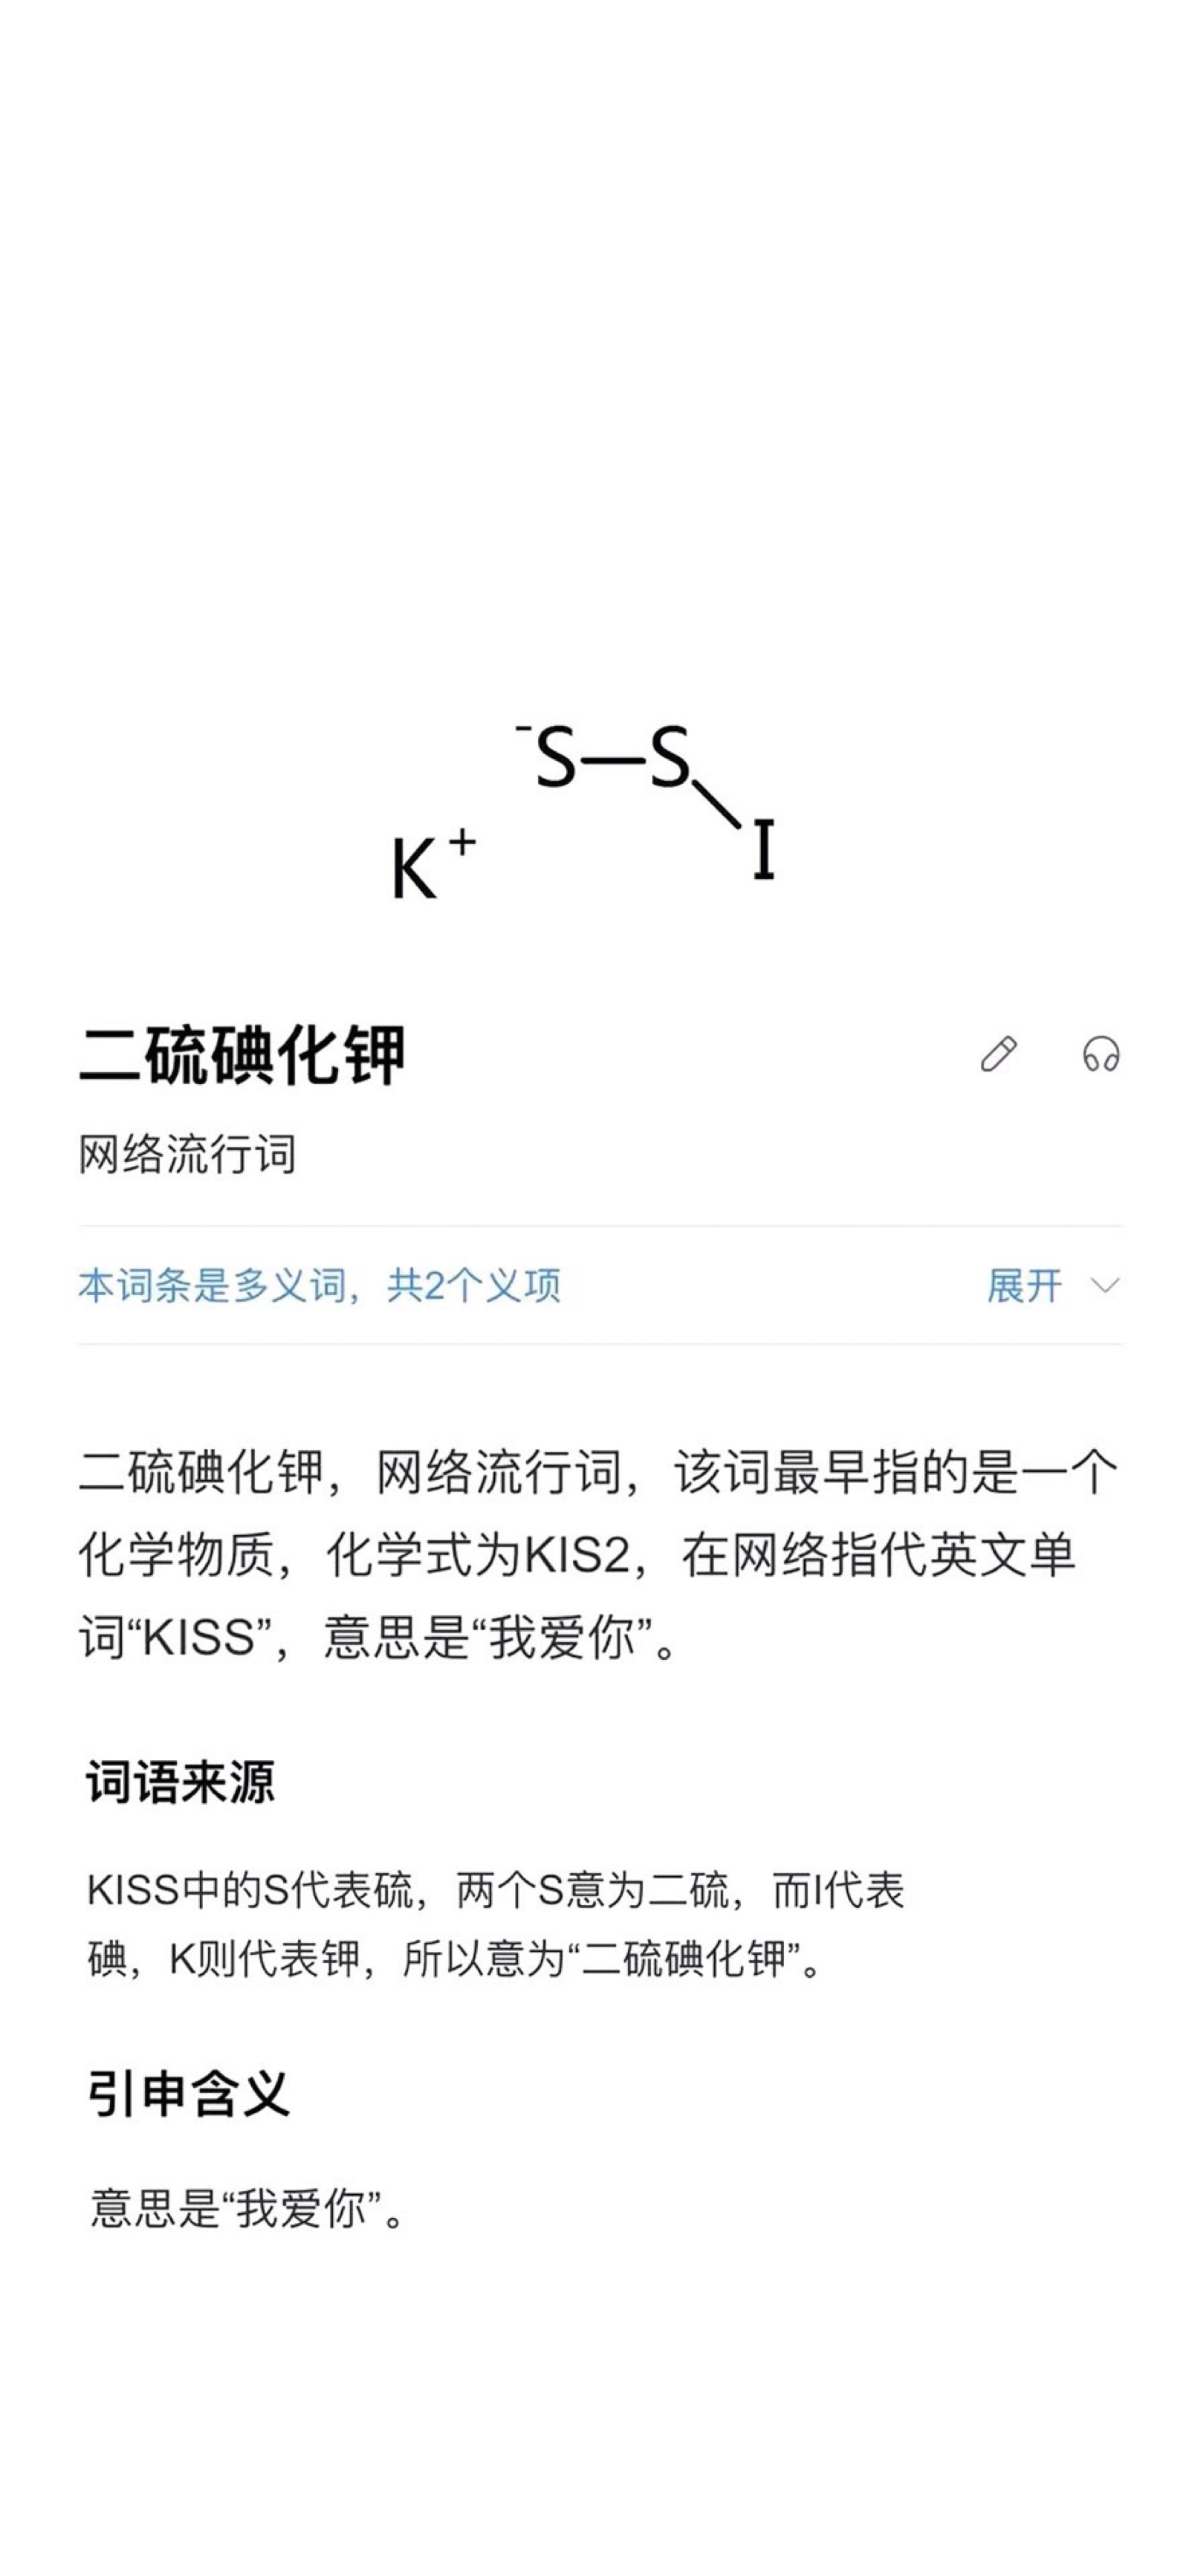 ⁻S—S
I
K⁺
二硫碘化钾
网络流行词
本词条是多义词，共2个义项 展开
二硫碘化钾，网络流行词，该词最早指的是一个
化学物质，化学式为KIS2，在网络指代英文单
词“KISS”，意思是“我爱你”。
词语来源
KISS中的S代表硫，两个S意为二硫，而I代表
碘，K则代表钾，所以意为“二硫碘化钾”。
引申含义
意思是“我爱你”。